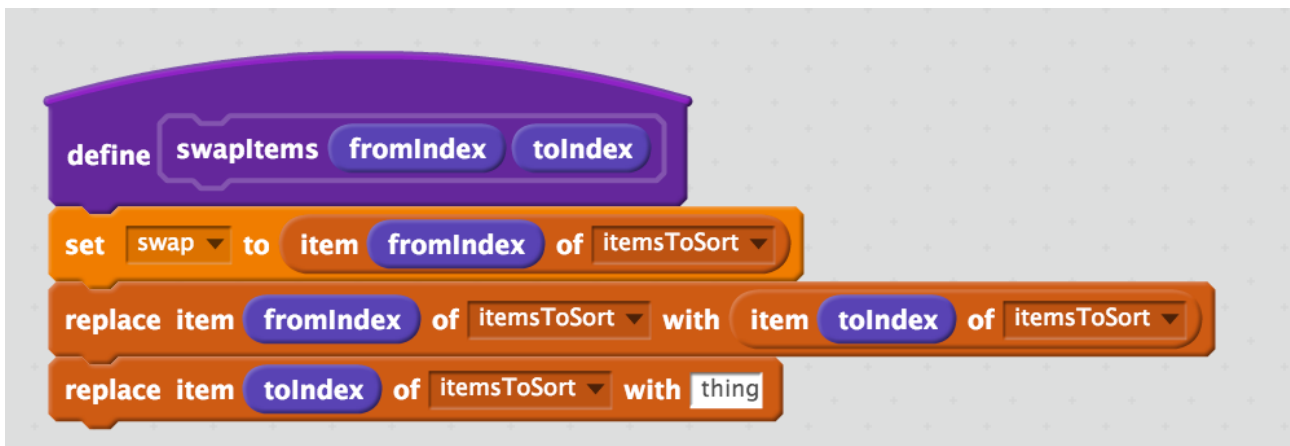 define swapItems fromIndex toIndex
set swap to item fromIndex of itemsToSort
replace item fromIndex of itemsToSort with item toIndex of itemsToSort
replace item toIndex of itemsToSort with thing